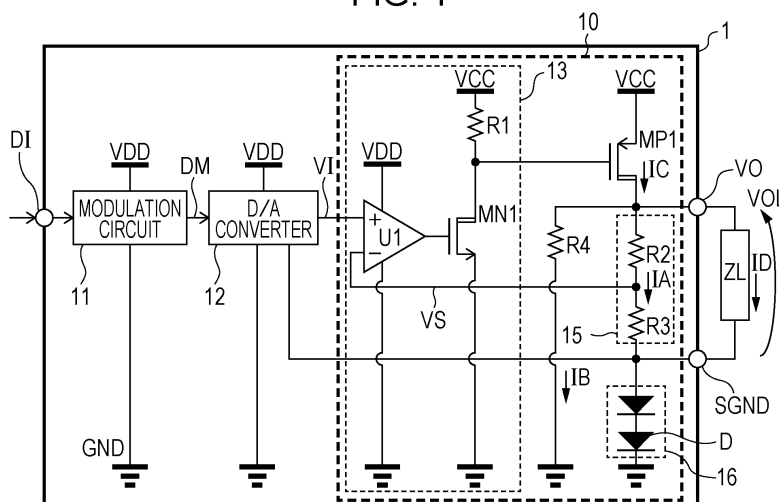 FIG. 1
10
1
13
VCC
VCC
R1
MP1
DI
VDD
VDD
VDD
DM
VI
IC
VO
VOI
MODULATION
CIRCUIT
D/A
CONVERTER
+
U1
−
MN1
R4
R2
ZL
ID
11
12
VS
IA
15
R3
IB
SGND
GND
D
16